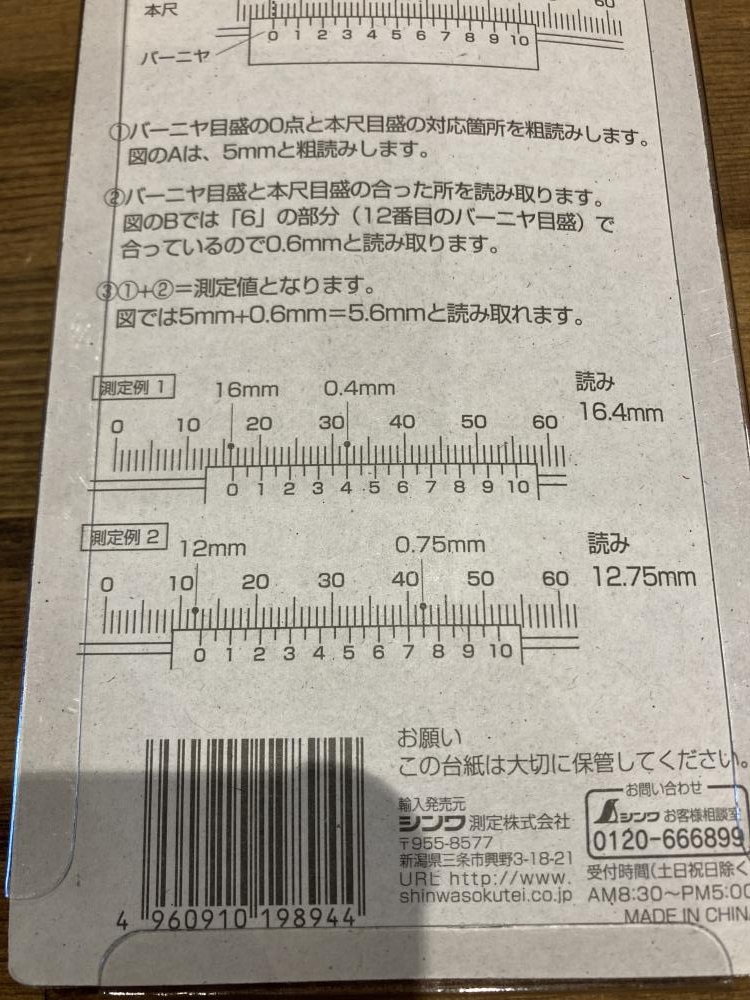 本尺
60
0 1 2 3 4 5 6 7 8 9 10
バーニヤ
①バーニヤ目盛の0点と本尺目盛の対応箇所を粗読みします。
図のAは、5mmと粗読みします。
②バーニヤ目盛と本尺目盛の合った所を読み取ります。
図のBでは「6」の部分（12番目のバーニヤ目盛）で
合っているので0.6mmと読み取ります。
③①+②=測定値となります。
図では5mm+0.6mm=5.6mmと読み取れます。
測定例 1
16mm 0.4mm
読み
16.4mm
0 10 20 30 40 50 60
0 1 2 3 4 5 6 7 8 9 10
測定例 2
12mm 0.75mm
読み
12.75mm
0 10 20 30 40 50 60
0 1 2 3 4 5 6 7 8 9 10
4 960910 198944
お願い
この台紙は大切に保管してください。
輸入発売元
シンワ測定株式会社
〒955-8577
新潟県三条市興野3-18-21
URL http://www.
shinwasokutei.co.jp
お問い合わせ
シンワ お客様相談室
0120-666899
受付時間(土日祝日除く
AM8:30～PM5:00
MADE IN CHIN